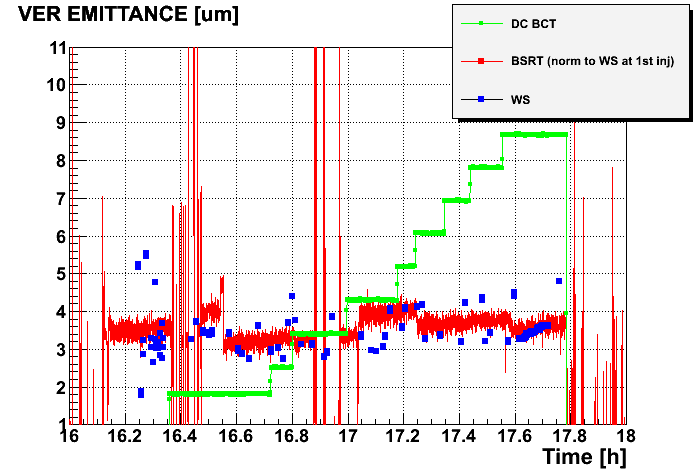 VER EMITTANCE [um]
DC BCT
BSRT (norm to WS at 1st inj)
WS
11
10
9
8
7
6
5
4
3
2
1
16 16.2 16.4 16.6 16.8 17 17.2 17.4 17.6 17.8 18
Time [h]